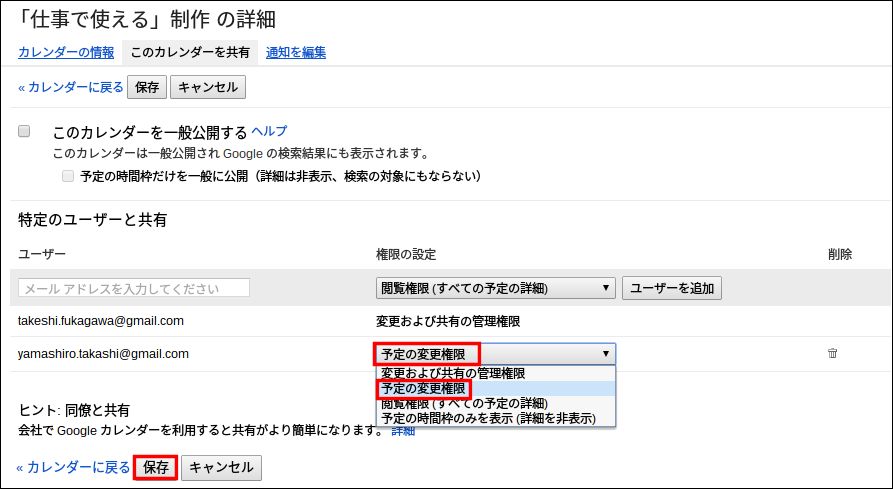 「仕事で使える」制作 の詳細
カレンダーの情報 このカレンダーを共有 通知を編集
« カレンダーに戻る 保存 キャンセル
このカレンダーを一般公開する ヘルプ
このカレンダーは一般公開され Google の検索結果にも表示されます。
予定の時間枠だけを一般に公開（詳細は非表示、検索の対象にもならない）
特定のユーザーと共有
ユーザー 権限の設定 削除
メール アドレスを入力してください 閲覧権限 (すべての予定の詳細) ▼ ユーザーを追加
takeshi.fukagawa@gmail.com 変更および共有の管理権限
yamashiro.takashi@gmail.com 予定の変更権限 ▼
変更および共有の管理権限
予定の変更権限
閲覧権限 (すべての予定の詳細)
予定の時間枠のみを表示 (詳細を非表示)
ヒント: 同僚と共有
会社で Google カレンダーを利用すると共有がより簡単になります。 詳細
« カレンダーに戻る 保存 キャンセル